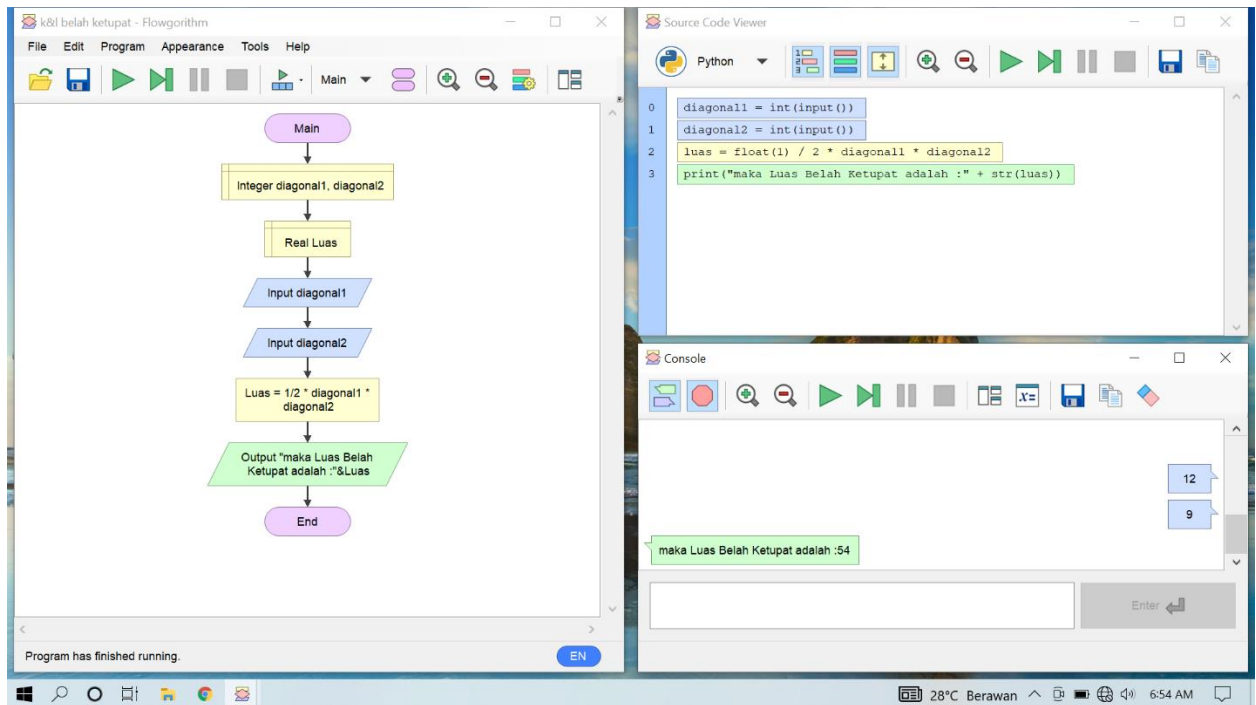 k&l belah ketupat - Flowgorithm
File Edit Program Appearance Tools Help
Main
Main
Integer diagonal1, diagonal2
Real Luas
Input diagonal1
Input diagonal2
Luas = 1/2 * diagonal1 *
diagonal2
Output "maka Luas Belah
Ketupat adalah :"&Luas
End
Program has finished running.
EN
Source Code Viewer
Python
0 diagonal1 = int(input())
1 diagonal2 = int(input())
2 luas = float(1) / 2 * diagonal1 * diagonal2
3 print("maka Luas Belah Ketupat adalah :" + str(luas))
Console
x=
12
9
maka Luas Belah Ketupat adalah :54
Enter
28°C Berawan 6:54 AM